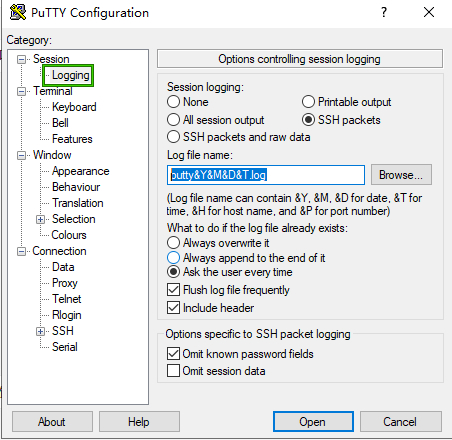 PuTTY Configuration
?
Category:
Session
Logging
Terminal
Keyboard
Bell
Features
Window
Appearance
Behaviour
Translation
Selection
Colours
Connection
Data
Proxy
Telnet
Rlogin
SSH
Serial
Options controlling session logging
Session logging:
None
Printable output
All session output
SSH packets
SSH packets and raw data
Log file name:
putty&Y&M&D&T.log
Browse...
(Log file name can contain &Y, &M, &D for date, &T for
time, &H for host name, and &P for port number)
What to do if the log file already exists:
Always overwrite it
Always append to the end of it
Ask the user every time
Flush log file frequently
Include header
Options specific to SSH packet logging
Omit known password fields
Omit session data
About
Help
Open
Cancel